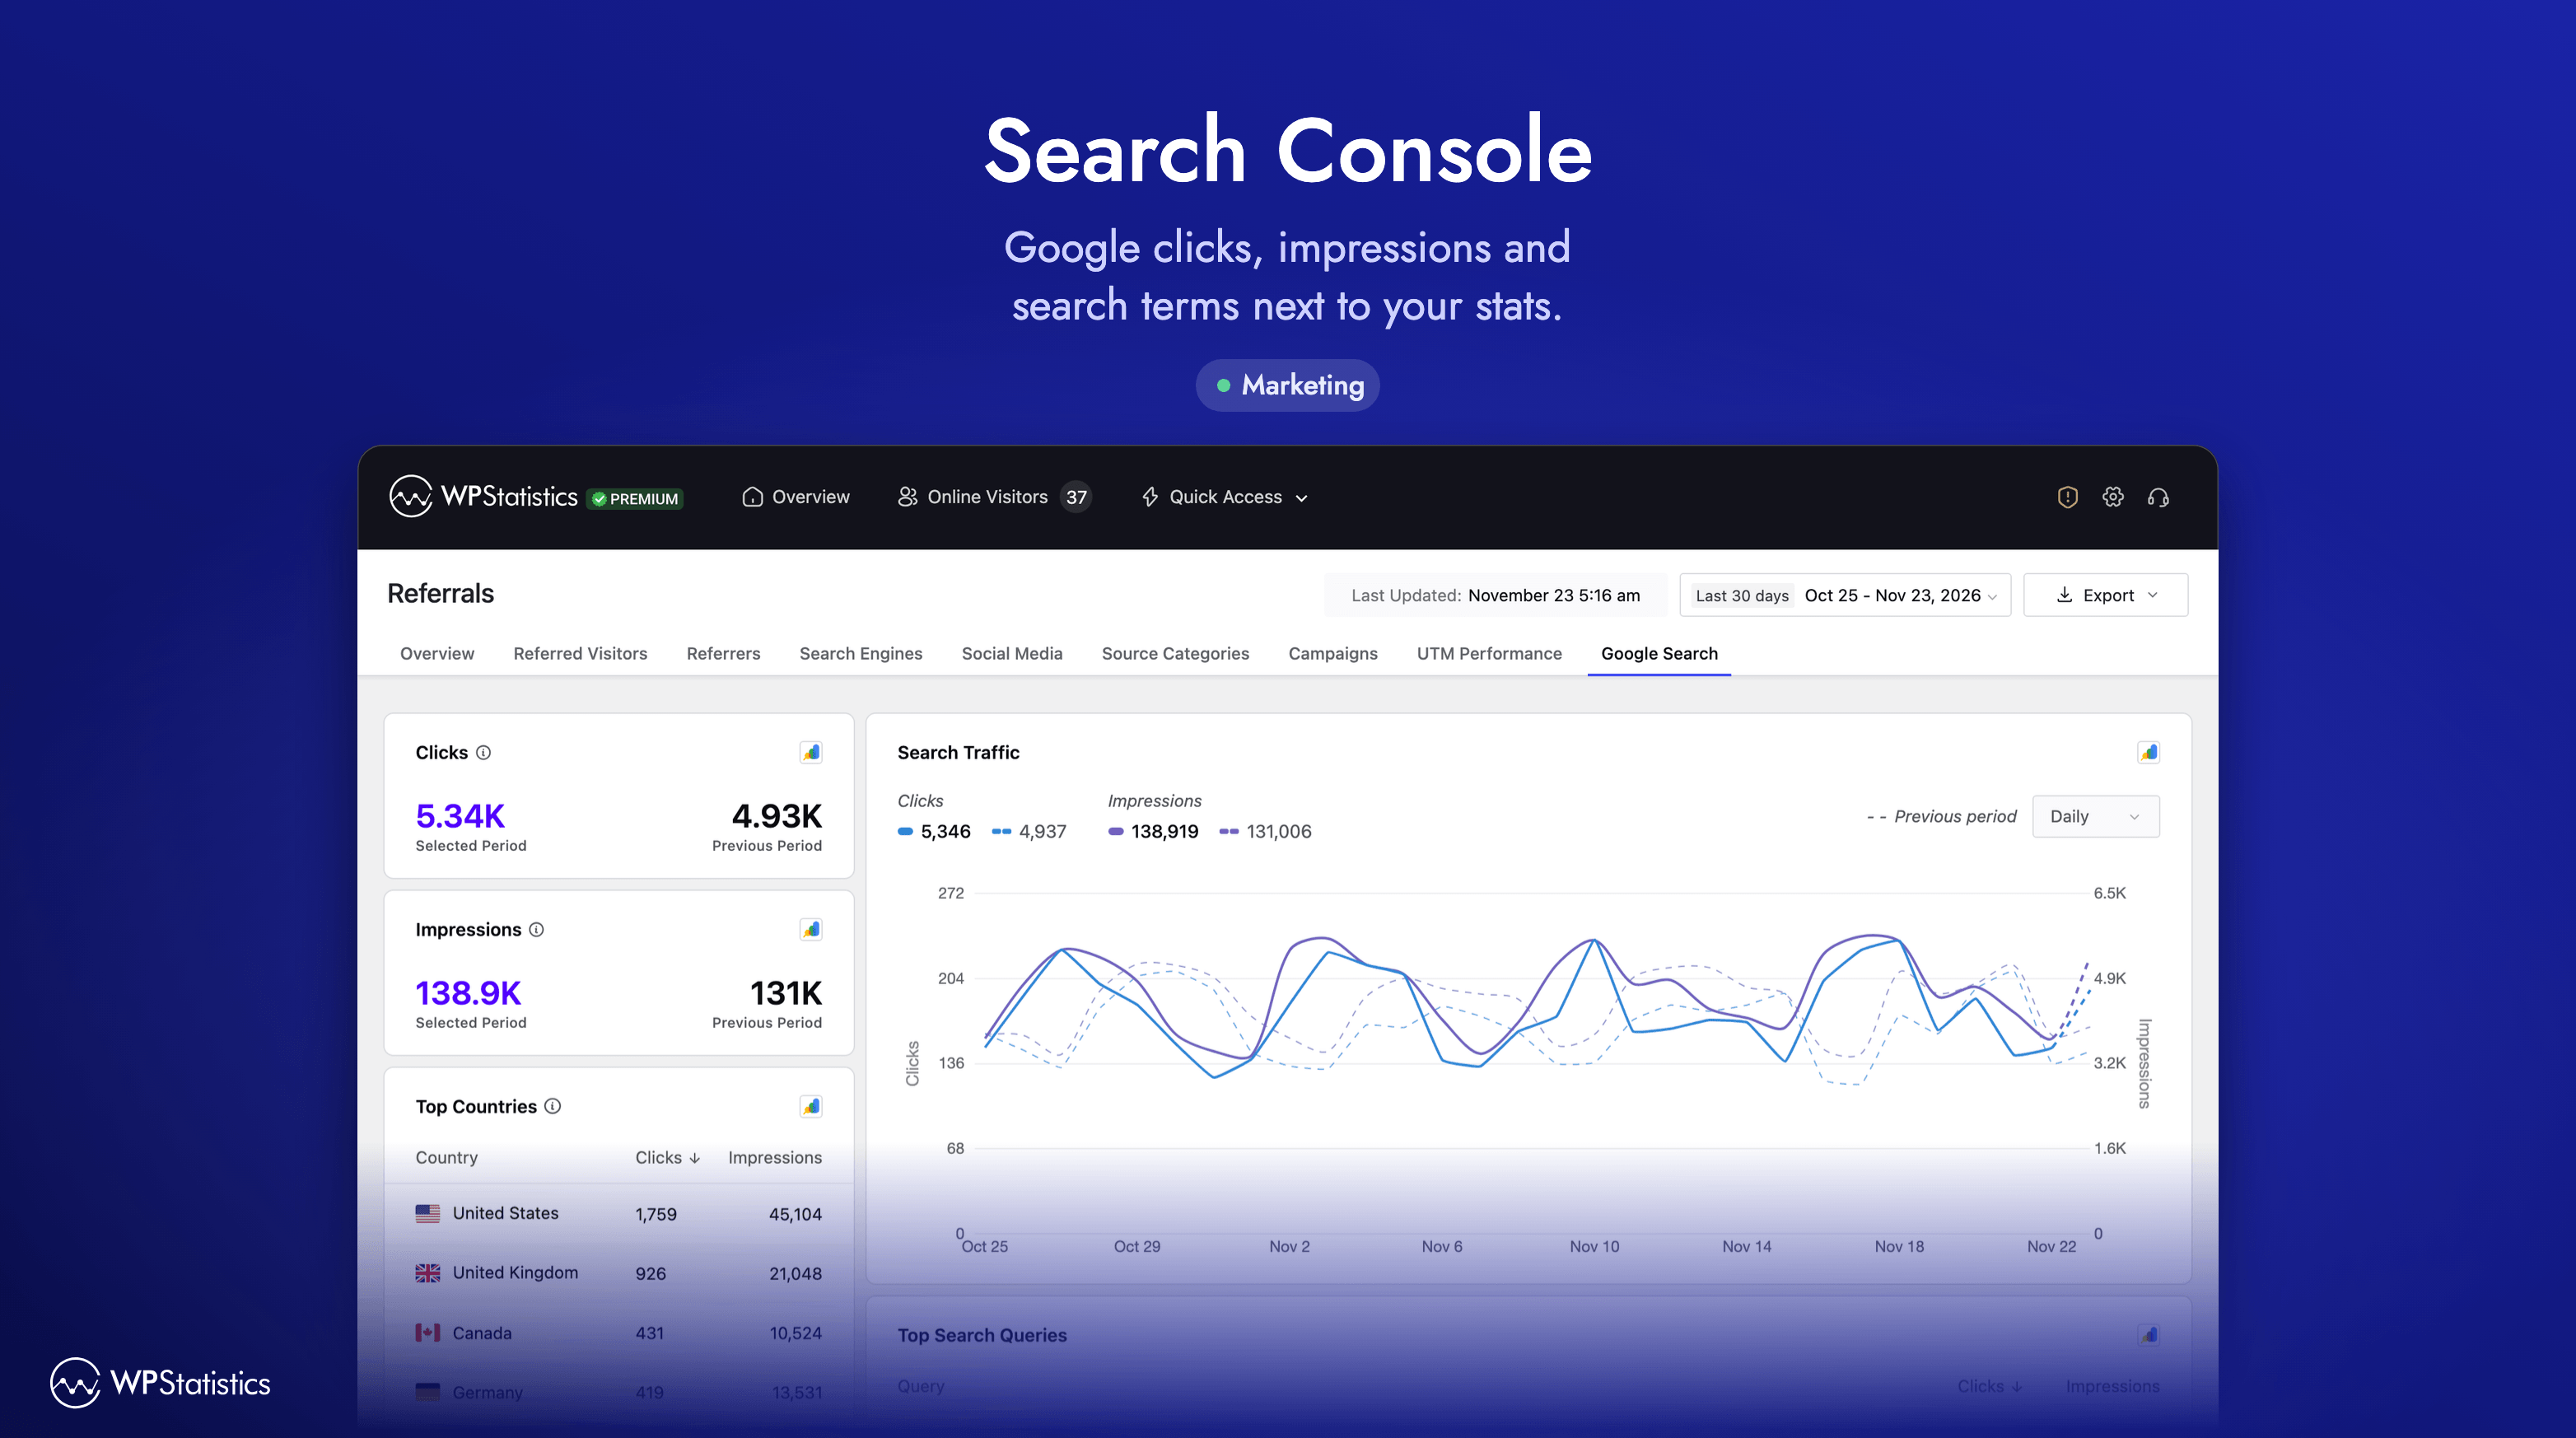 Search Console
Google clicks, impressions and
search terms next to your stats.
Marketing
WPStatistics PREMIUM Overview Online Visitors 37 Quick Access
Referrals
Last Updated: November 23 5:16 am Last 30 days Oct 25 - Nov 23, 2026 Export
Overview Referred Visitors Referrers Search Engines Social Media Source Categories Campaigns UTM Performance Google Search
Clicks
5.34K 4.93K
Selected Period Previous Period
Impressions
138.9K 131K
Selected Period Previous Period
Top Countries
Country Clicks ↓ Impressions
United States 1,759 45,104
United Kingdom 926 21,048
Canada 431 10,524
Germany 419 13,531
Search Traffic
Clicks Impressions
5,346 4,937 138,919 131,006
-- Previous period Daily
272 6.5K
204 4.9K
136 3.2K
68 1.6K
0 0
Clicks
Impressions
Oct 25 Oct 29 Nov 2 Nov 6 Nov 10 Nov 14 Nov 18 Nov 22
Top Search Queries
Query Clicks ↓ Impressions
WPStatistics